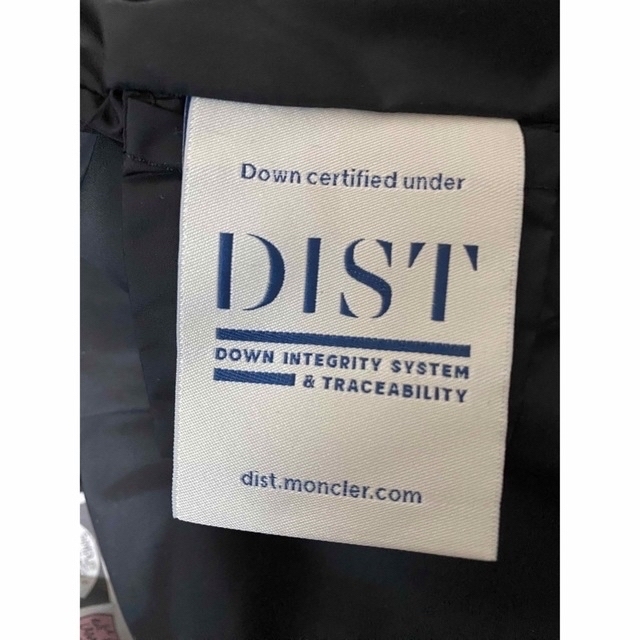 Down certified under
DIST
DOWN INTEGRITY SYSTEM
& TRACEABILITY
dist.moncler.com